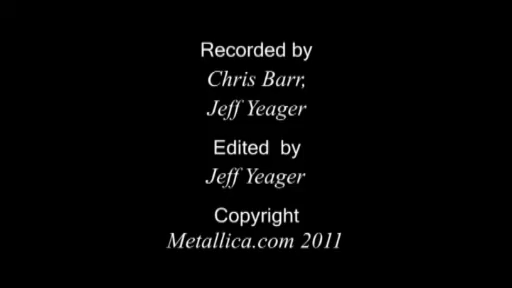 Recorded by
Chris Barr,
Jeff Yeager
Edited by
Jeff Yeager
Copyright
Metallica.com 2011